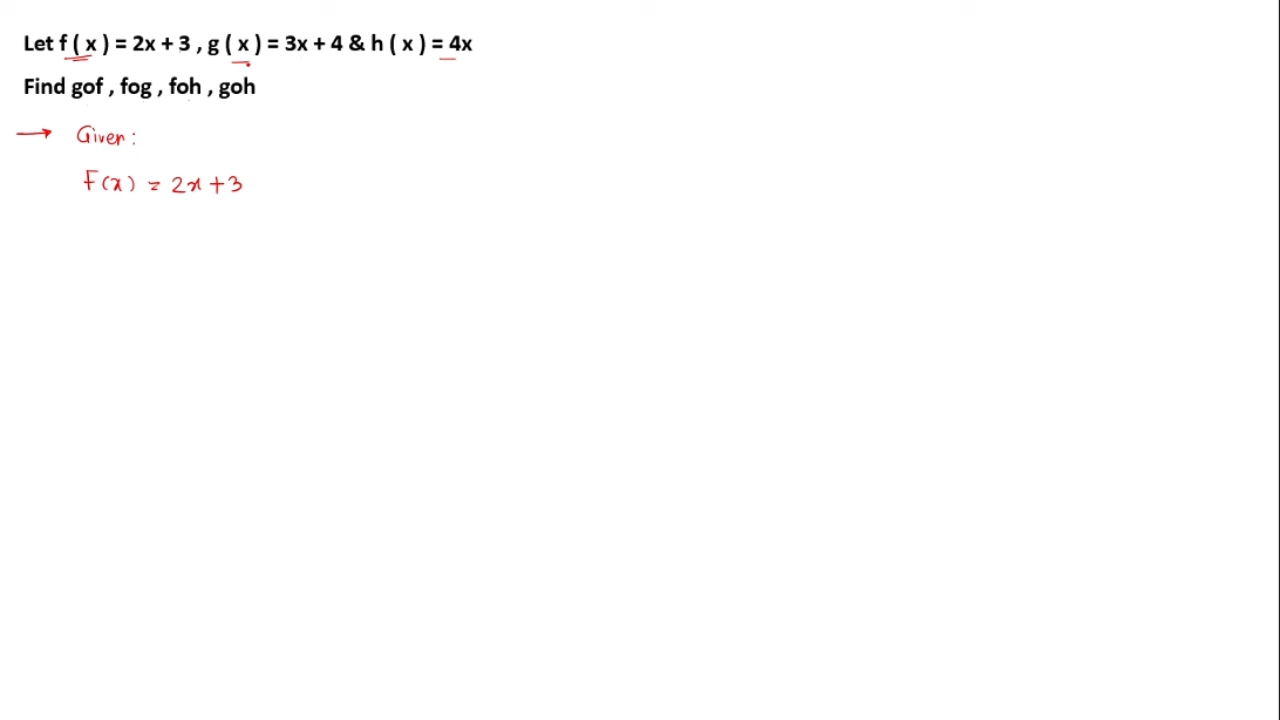 Let f ( x ) = 2x + 3 , g ( x ) = 3x + 4 & h ( x ) = 4x
Find gof , fog , foh , goh
→ Given :
F(x) = 2x + 3